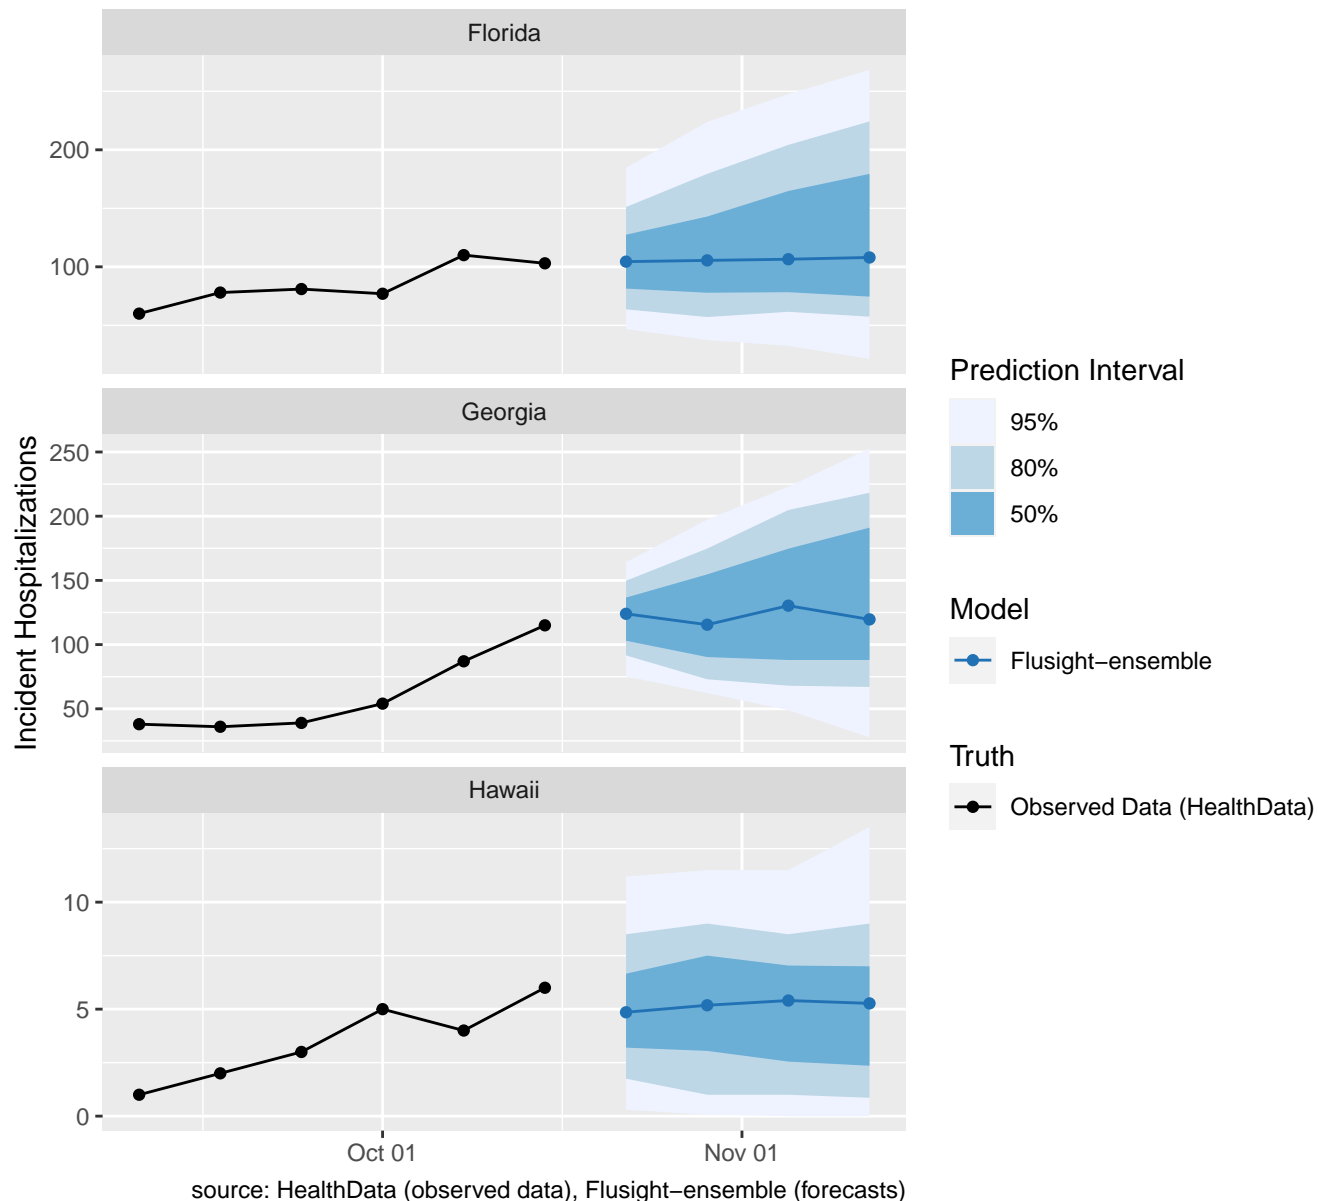 Florida
200
100
Georgia
250
200
150
100
50
Hawaii
10
5
0
Incident Hospitalizations
Oct 01
Nov 01
source: HealthData (observed data), Flusight−ensemble (forecasts)
Prediction Interval
95%
80%
50%
Model
Flusight−ensemble
Truth
Observed Data (HealthData)